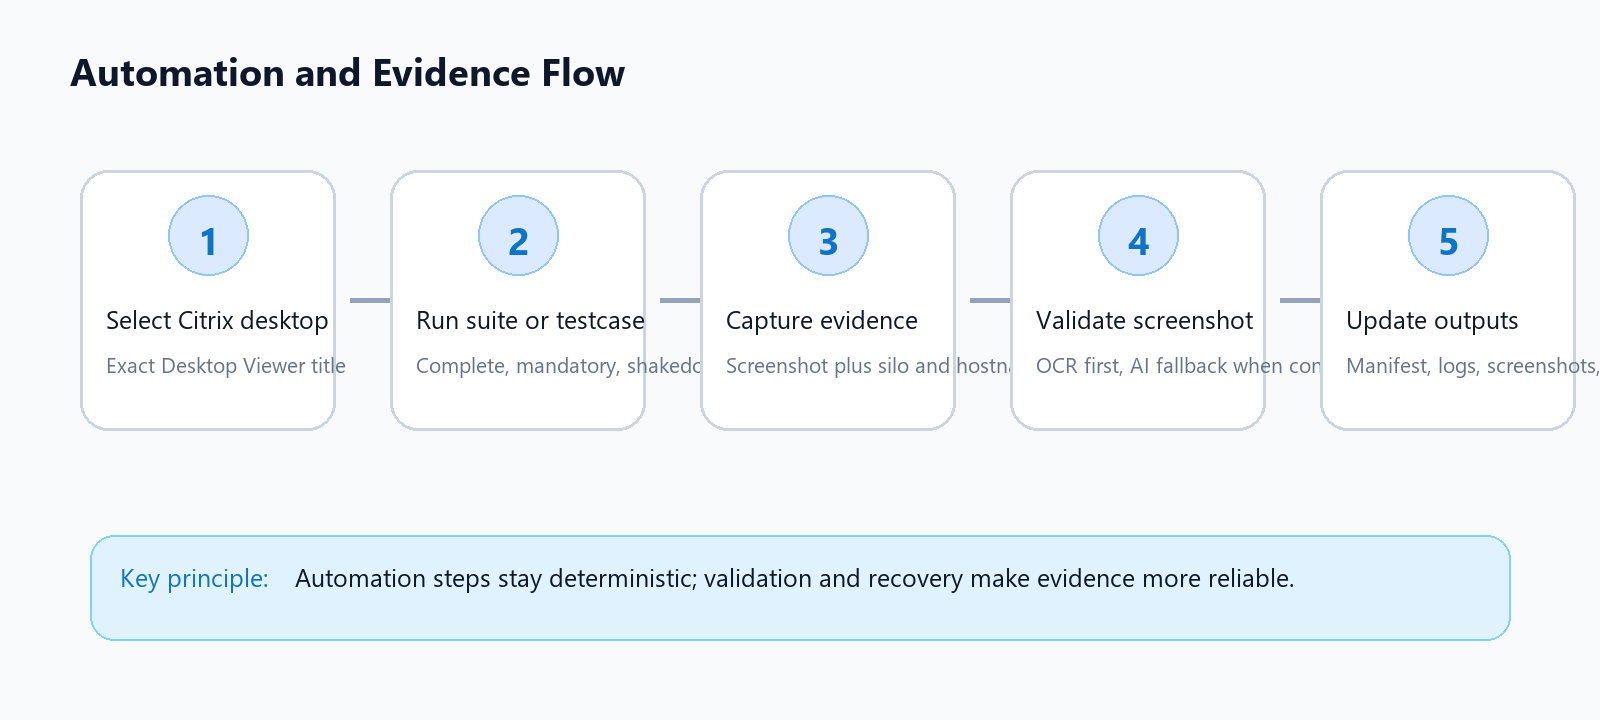 Automation and Evidence Flow
1
2
3
4
5
Select Citrix desktop
Run suite or testcase
Capture evidence
Validate screenshot
Update outputs
Exact Desktop Viewer title
Complete, mandatory,
Screenshot plus silo and
OCR first, AI fallback when
Manifest, logs, screenshots,
Key principle: Automation steps stay deterministic; validation and recovery make evidence more reliable.